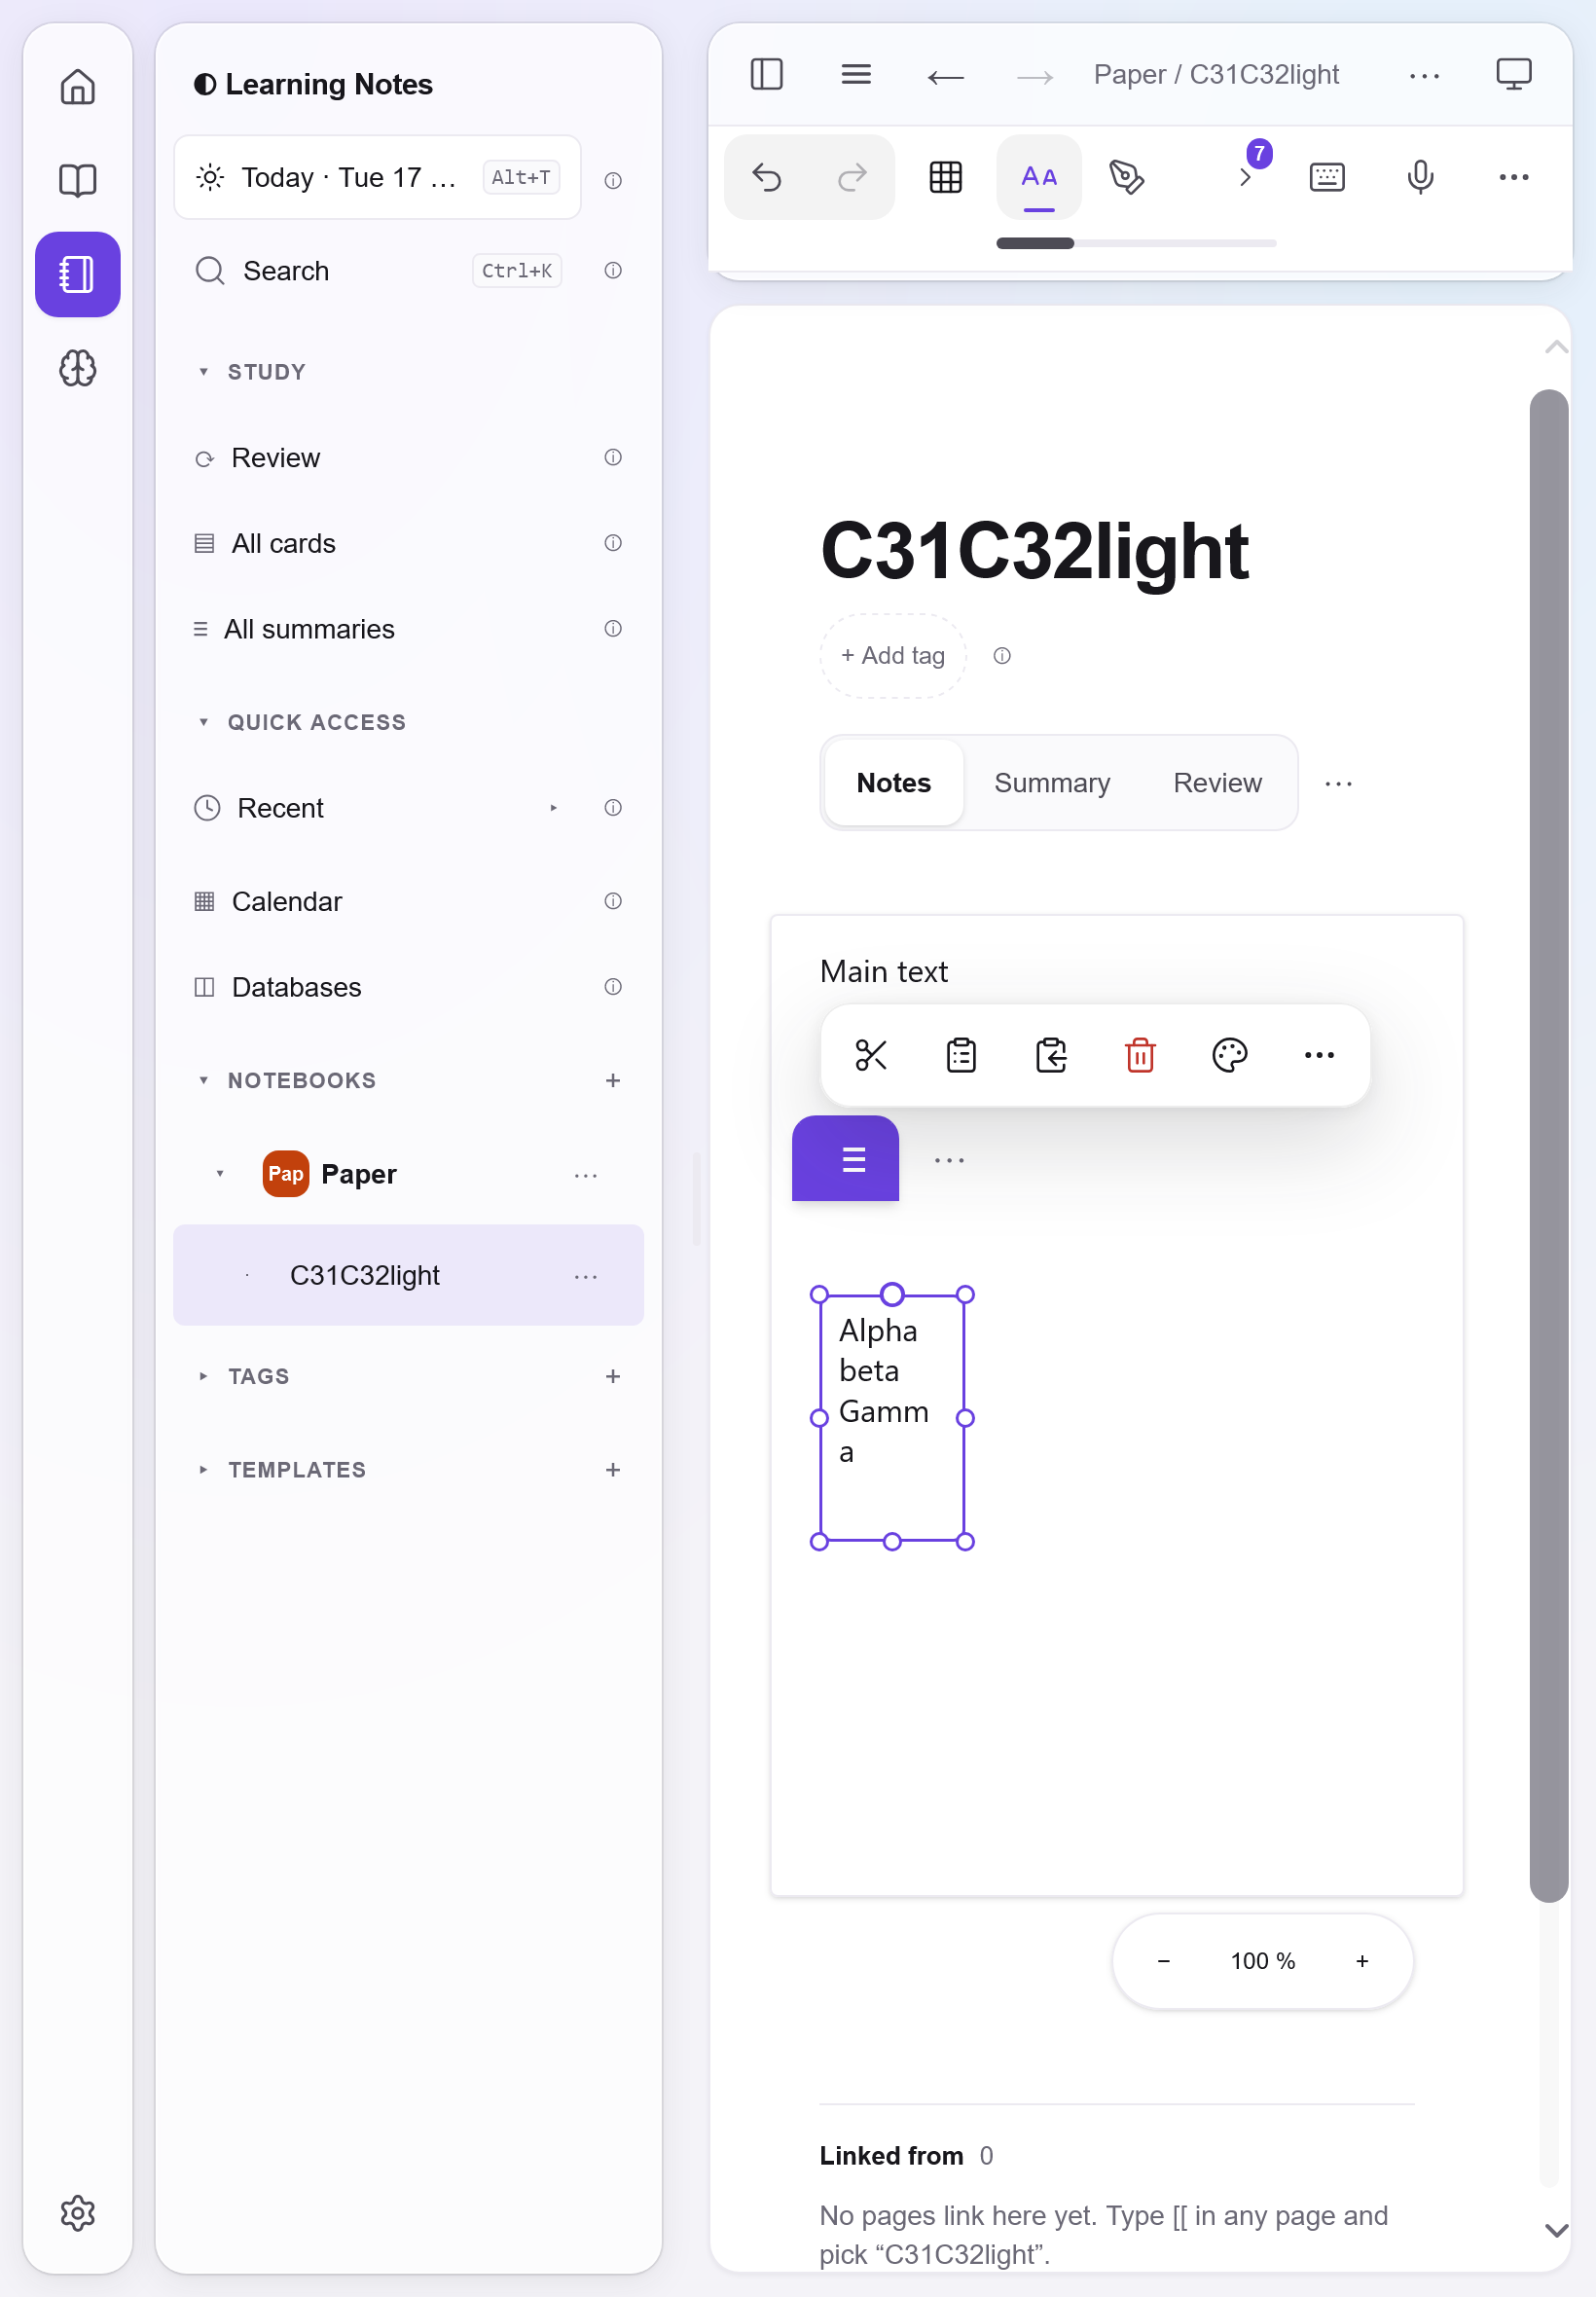 Learning Notes
Today · Tue 17 … Alt+T
Search Ctrl+K
STUDY
Review
All cards
All summaries
QUICK ACCESS
Recent
Calendar
Databases
NOTEBOOKS
Pap Paper
C31C32light
TAGS
TEMPLATES
Paper / C31C32light
7
C31C32light
+ Add tag
Notes Summary Review
Main text
Alpha
beta
Gamm
a
− 100 % +
Linked from 0
No pages link here yet. Type [[ in any page and
pick “C31C32light”.